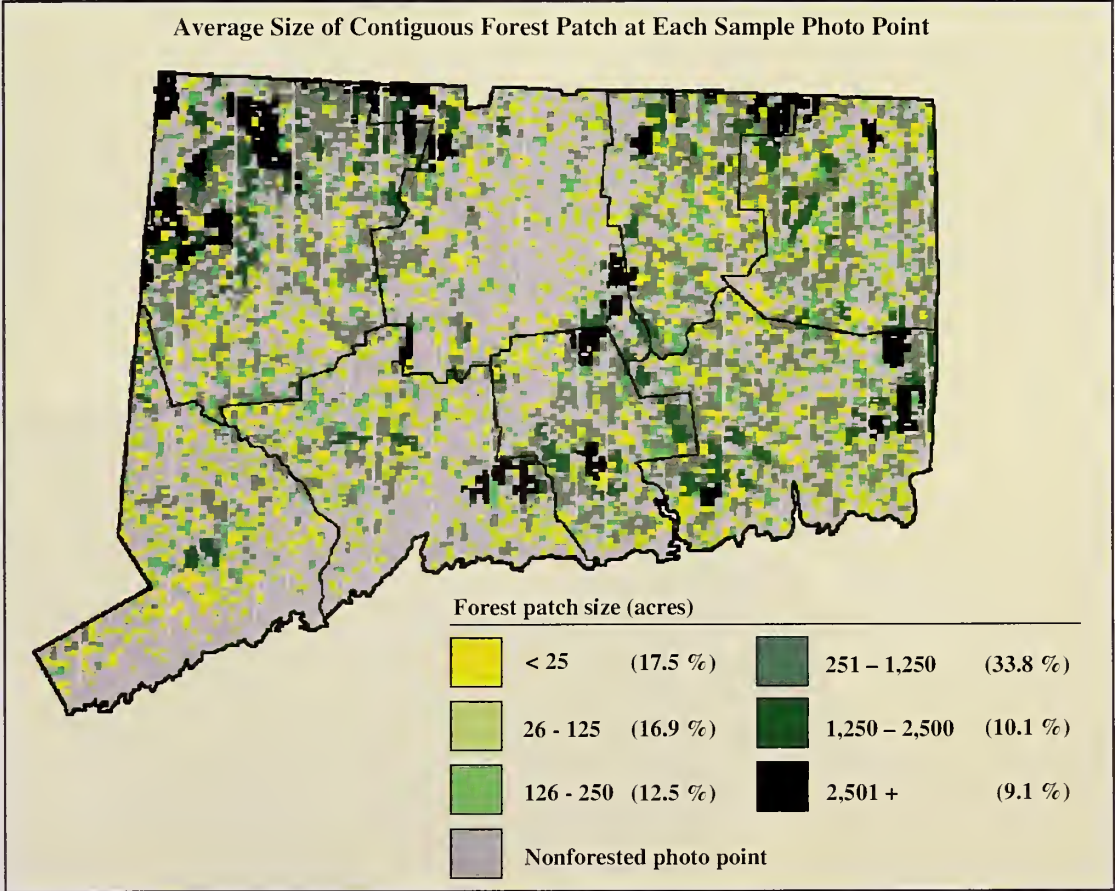 Average Size of Contiguous Forest Patch at Each Sample Photo Point
Forest patch size (acres)
< 25 (17.5 %)
26 - 125 (16.9 %)
126 - 250 (12.5 %)
Nonforested photo point
251 – 1,250 (33.8 %)
1,250 – 2,500 (10.1 %)
2,501 + (9.1 %)